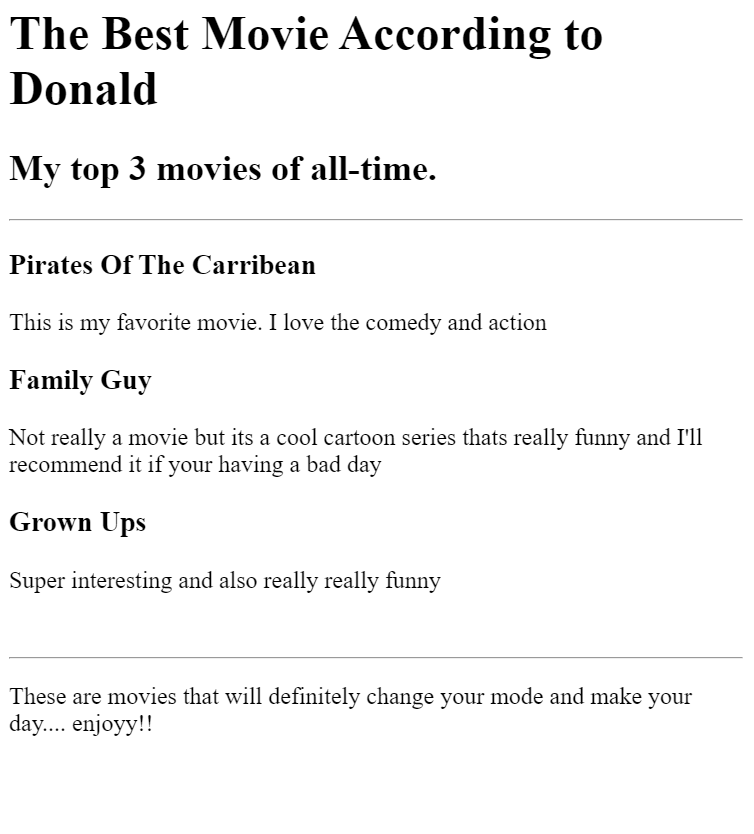 The Best Movie According to
Donald
My top 3 movies of all-time.
Pirates Of The Carribean
This is my favorite movie. I love the comedy and action
Family Guy
Not really a movie but its a cool cartoon series thats really funny and I'll
recommend it if your having a bad day
Grown Ups
Super interesting and also really really funny
These are movies that will definitely change your mode and make your
day.... enjoyy!!